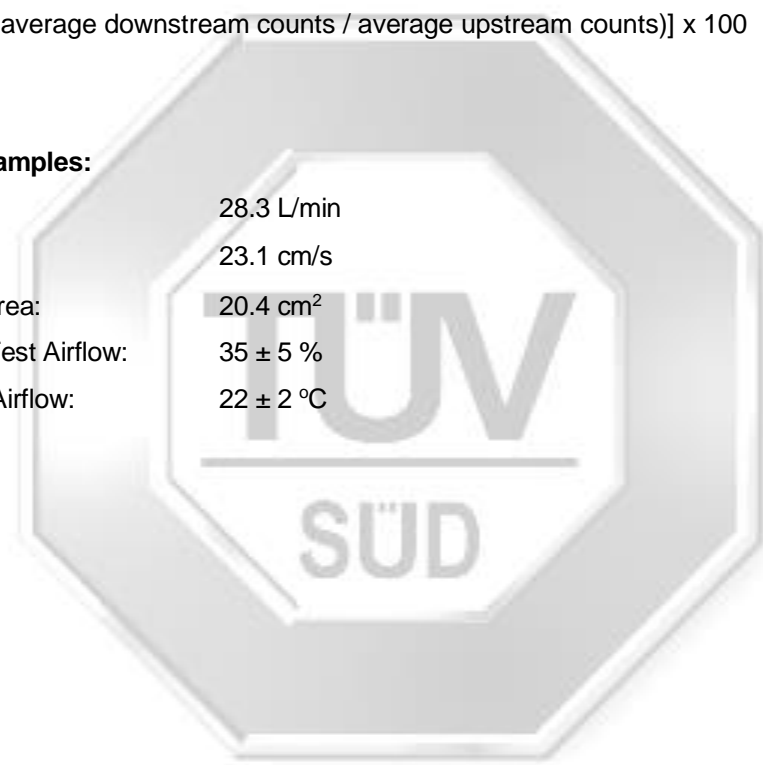 average downstream counts / average upstream counts)] x 100
amples:
28.3 L/min
23.1 cm/s
rea: 20.4 cm²
est Airflow: 35 ± 5 %
Airflow: 22 ± 2 ºC
TÜV
SÜD